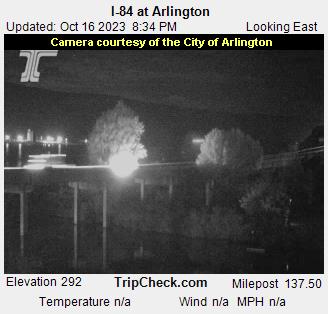 I-84 at Arlington
Updated: Oct 16 2023 8:34 PM Looking East
Camera courtesy of the City of Arlington
Elevation 292 TripCheck.com Milepost 137.50
Temperature n/a Wind n/a MPH n/a